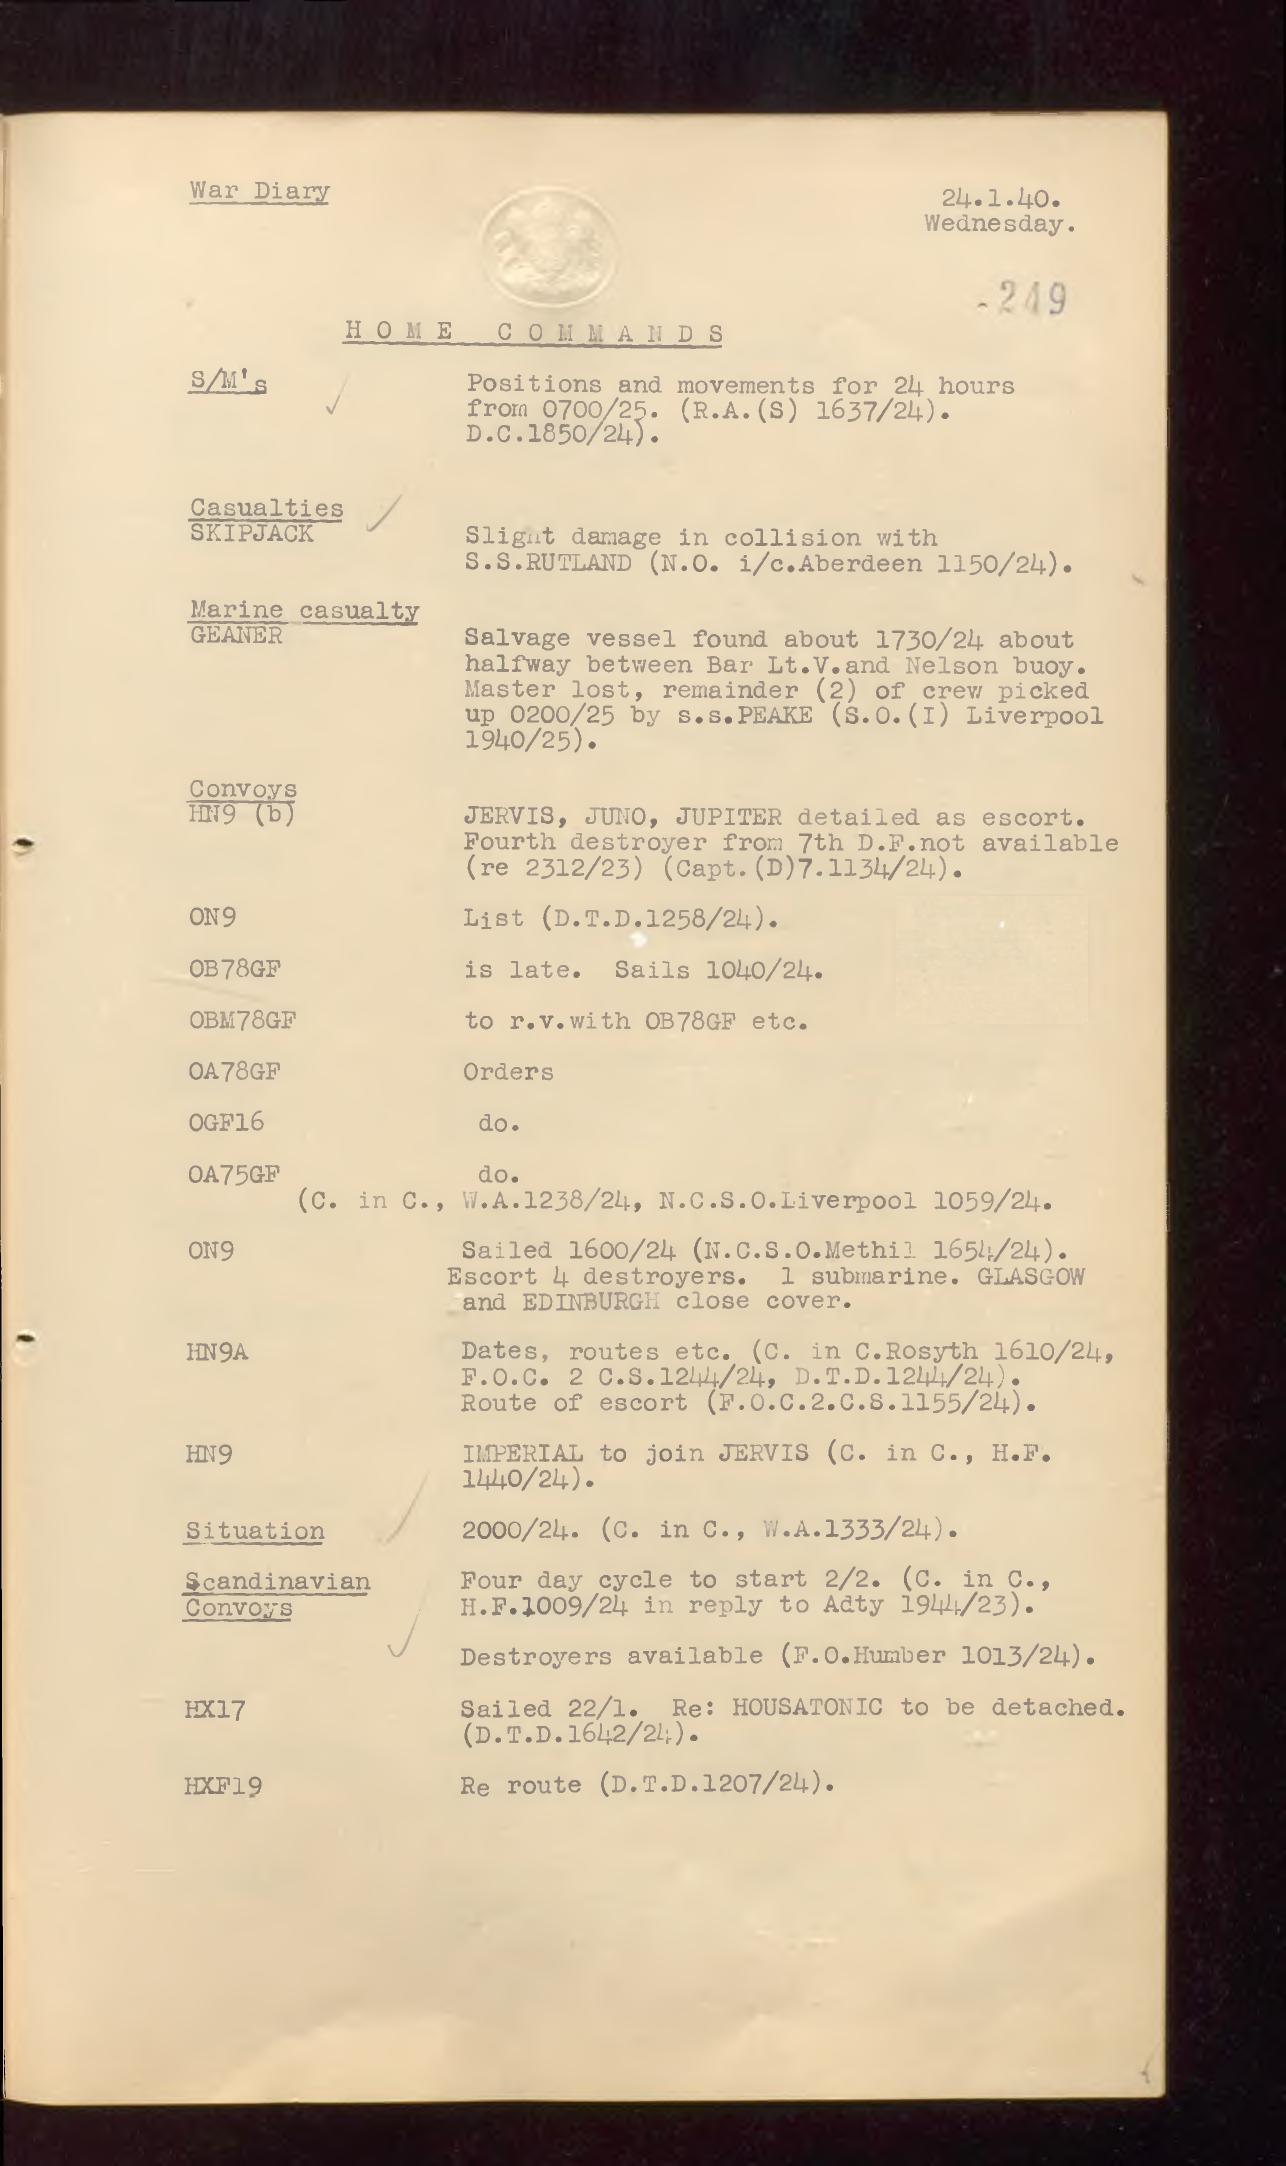 War Diary
24.1.40.
Wednesday.
-249
HOME COMMANDS
S/M's Positions and movements for 24 hours
from 0700/25. (R.A.(S) 1637/24).
D.C.1850/24).
Casualties
SKIPJACK Slight damage in collision with
S.S.RUTLAND (N.O. i/c.Aberdeen 1150/24).
Marine casualty
GEANER Salvage vessel found about 1730/24 about
halfway between Bar Lt.V.and Nelson buoy.
Master lost, remainder (2) of crew picked
up 0200/25 by s.s.PEAKE (S.O.(I) Liverpool
1940/25).
Convoys
HN9 (b) JERVIS, JUNO, JUPITER detailed as escort.
Fourth destroyer from 7th D.F.not available
(re 2312/23) (Capt.(D)7.1134/24).
ON9 List (D.T.D.1258/24).
OB78GF is late. Sails 1040/24.
OBM78GF to r.v.with OB78GF etc.
OA78GF Orders
OGF16 do.
OA75GF do.
(C. in C., W.A.1238/24, N.C.S.O.Liverpool 1059/24.
ON9 Sailed 1600/24 (N.C.S.O.Methil 1654/24).
Escort 4 destroyers. 1 submarine. GLASGOW
and EDINBURGH close cover.
HN9A Dates, routes etc. (C. in C.Rosyth 1610/24,
F.O.C. 2 C.S.1244/24, D.T.D.1244/24).
Route of escort (F.O.C.2.C.S.1155/24).
HN9 IMPERIAL to join JERVIS (C. in C., H.F.
1440/24).
Situation 2000/24. (C. in C., W.A.1333/24).
Scandinavian Four day cycle to start 2/2. (C. in C.,
Convoys H.F.1009/24 in reply to Adty 1944/23).
Destroyers available (F.O.Humber 1013/24).
HX17 Sailed 22/1. Re: HOUSATONIC to be detached.
(D.T.D.1642/24).
HXF19 Re route (D.T.D.1207/24).